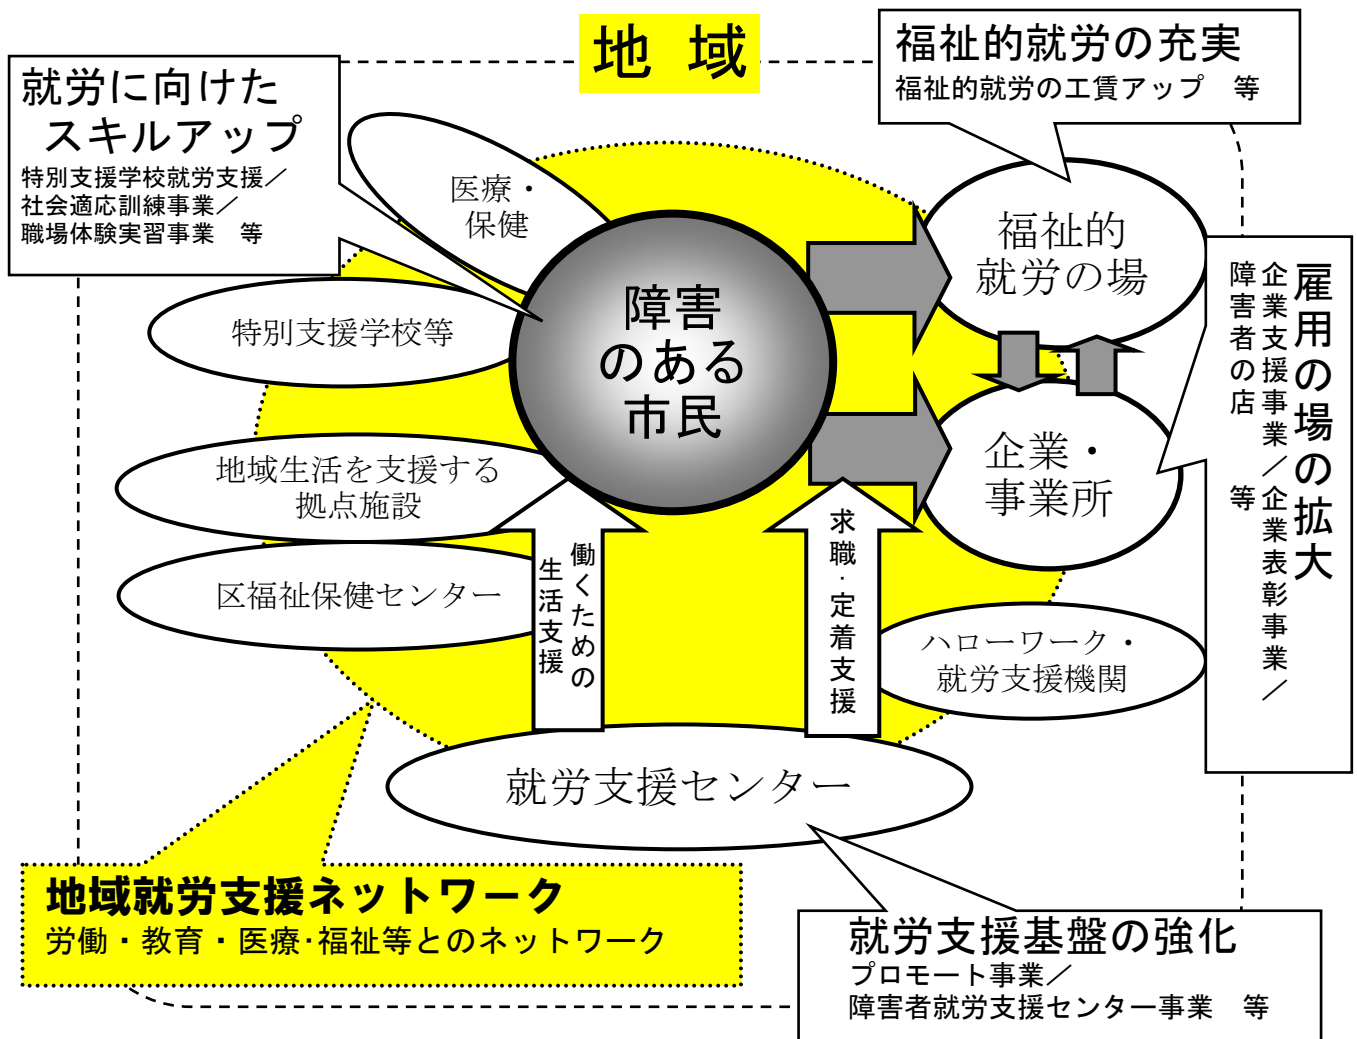 地 域
福祉的就労の充実
福祉的就労の工賃アップ　等
就労に向けた
スキルアップ
特別支援学校就労支援／
社会適応訓練事業／
職場体験実習事業　等
医療・
保健
福祉的
就労の場
障害
のある
市民
特別支援学校等
雇用の場の拡大
企業支援事業／企業表彰事業／
障害者の店　等
企業・
事業所
地域生活を支援する
拠点施設
区福祉保健センター
働くための
生活支援
求職・定着支援
ハローワーク・
就労支援機関
就労支援センター
地域就労支援ネットワーク
労働・教育・医療・福祉等とのネットワーク
就労支援基盤の強化
プロモート事業／
障害者就労支援センター事業　等